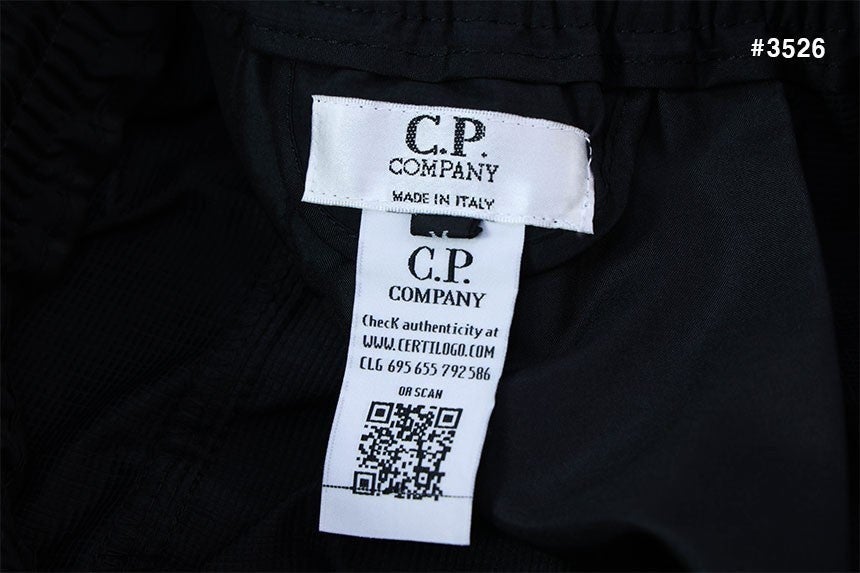 #3526
C.P.
COMPANY
MADE IN ITALY
C.P.
COMPANY
ChecK authenticity at
WWW.CERTILOGO.COM
CLG 695 655 792 586
OR SCAN